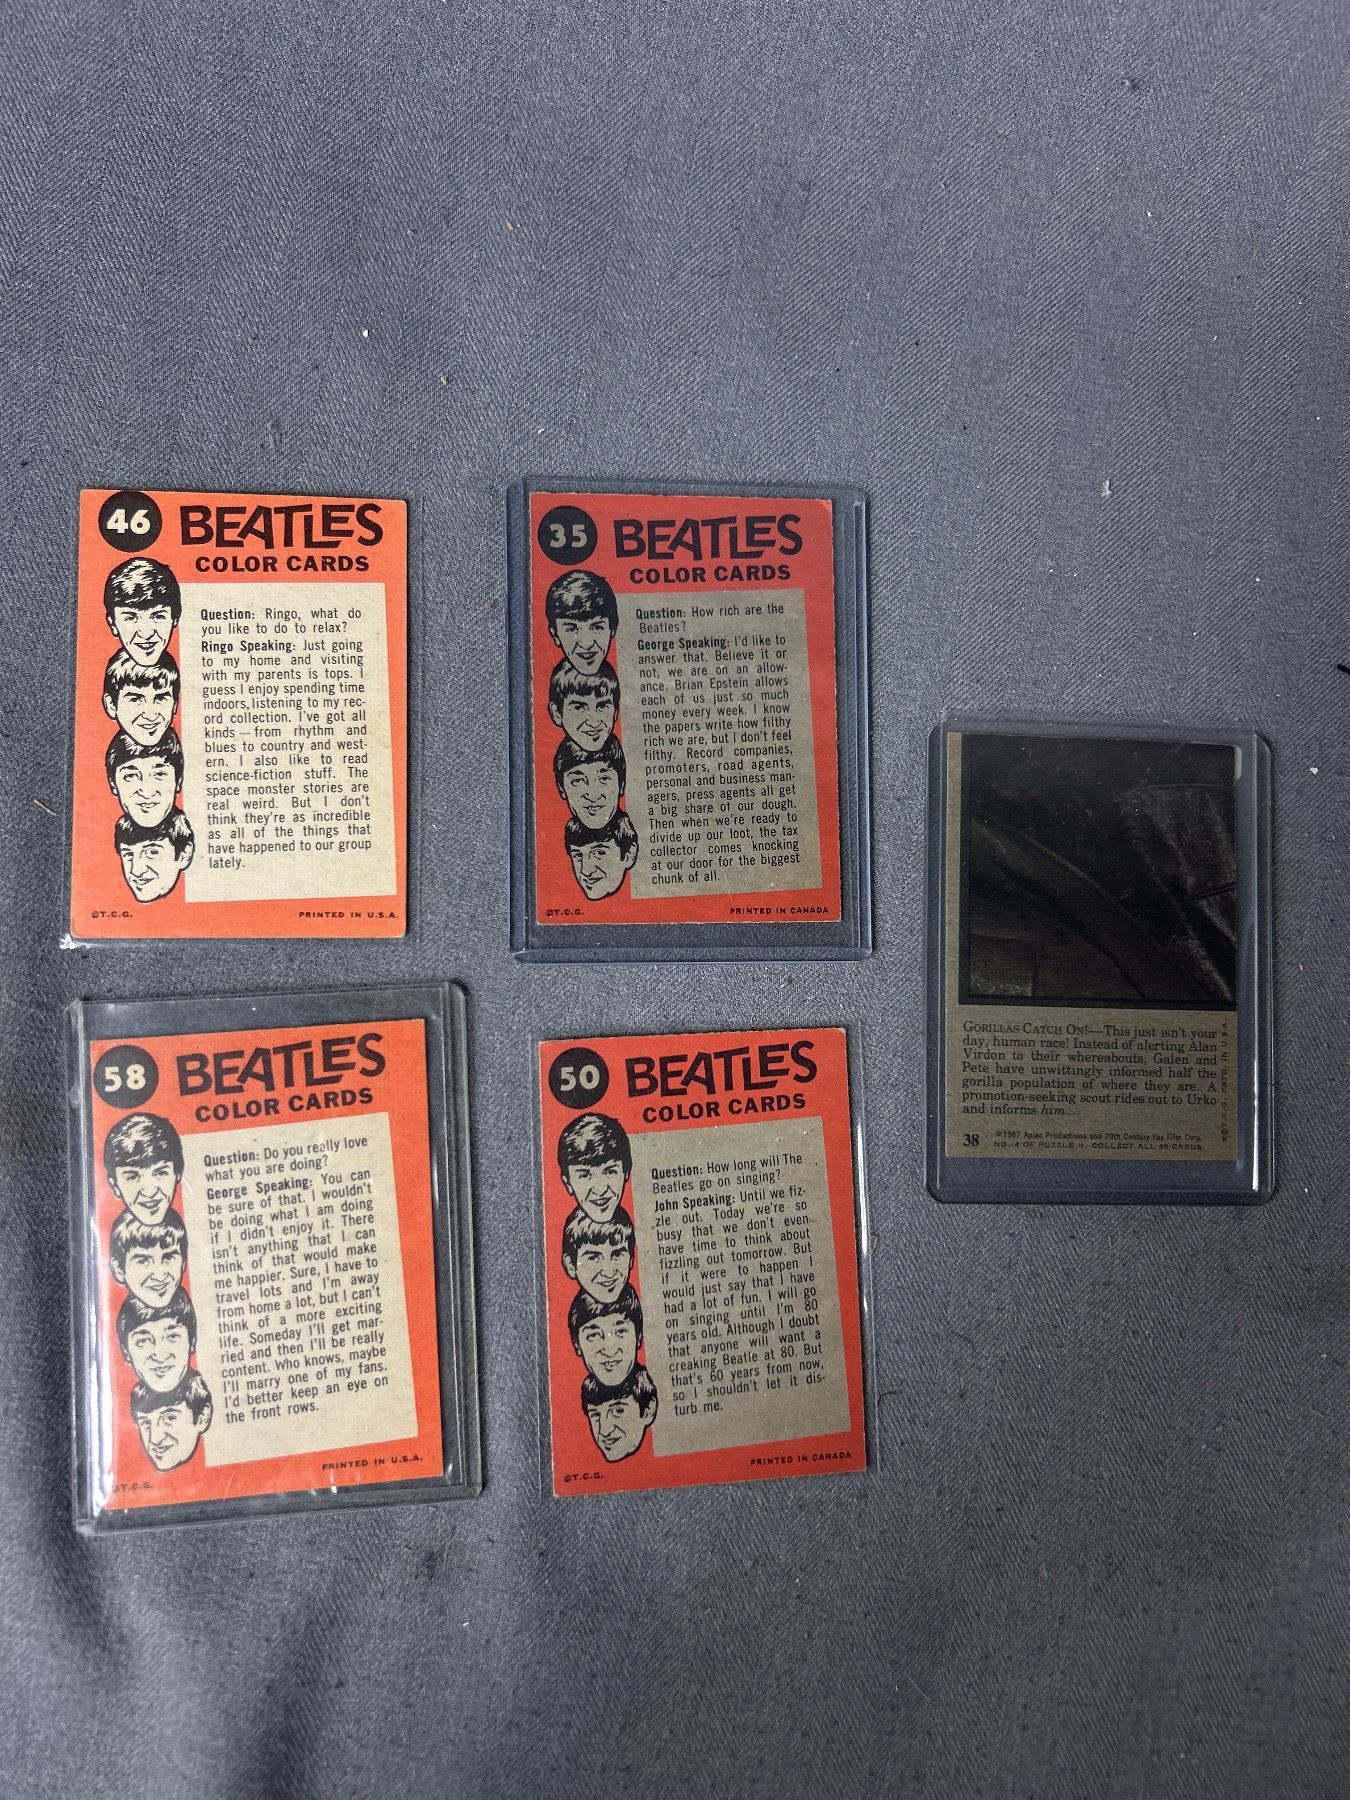 46
BEATLES
COLOR CARDS
Question: Ringo, what do
you like to do to relax?
Ringo Speaking: Just going
to my home and visiting
with my parents is tops. I
guess I enjoy spending time
indoors, listening to my rec-
ord collection. I've got all
kinds — from rhythm and
blues to country and west-
ern. I also like to read
science-fiction stuff. The
space monster stories are
real weird. But I don't
think they're as incredible
as all of the things that
have happened to our group
lately.
©T.C.G.
PRINTED IN U.S.A.
35
BEATLES
COLOR CARDS
Question: How rich are the
Beatles?
George Speaking: I'd like to
answer that. Believe it or
not, we are on an allow-
ance. Brian Epstein allows
each of us just so much
money every week. I know
the papers write how filthy
rich we are, but I don't feel
filthy. Record companies,
promoters, road agents,
personal and business man-
agers, press agents all get
a big share of our dough.
Then when we're ready to
divide up our loot, the tax
collector comes knocking
at our door for the biggest
chunk of all.
©T.C.G.
PRINTED IN CANADA
58
BEATLES
COLOR CARDS
Question: Do you really love
what you are doing?
George Speaking: You can
be sure of that. I wouldn't
be doing what I am doing
if I didn't enjoy it. There
isn't anything that I can
think of that would make
me happier. Sure, I have to
travel lots and I'm away
from home a lot, but I can't
think of a more exciting
life. Someday I'll get mar-
ried and then I'll be really
content. Who knows, maybe
I'll marry one of my fans.
I'd better keep an eye on
the front rows.
©T.C.G.
PRINTED IN U.S.A.
50
BEATLES
COLOR CARDS
Question: How long will The
Beatles go on singing?
John Speaking: Until we fiz-
zle out. Today we're so
busy that we don't even
have time to think about
fizzling out tomorrow. But
if it were to happen I
would just say that I have
had a lot of fun. I will go
on singing until I'm 80
years old. Although I doubt
that anyone will want a
creaking Beatle at 80. But
that's 60 years from now,
so I shouldn't let it dis-
turb me.
©T.C.G.
PRINTED IN CANADA
GORILLAS CATCH ON!—This just isn't your
day, human race! Instead of alerting Alan
Virdon to their whereabouts, Galen and
Pete have unwittingly informed half the
gorilla population of where they are. A
promotion-seeking scout rides out to Urko
and informs him...
38
©1967 Apjac Productions and 20th Century Fox Film Corp.
NO. 4 OF PUZZLE H. COLLECT ALL 66 CARDS.
*©T.C.G. PRTD. IN U.S.A.